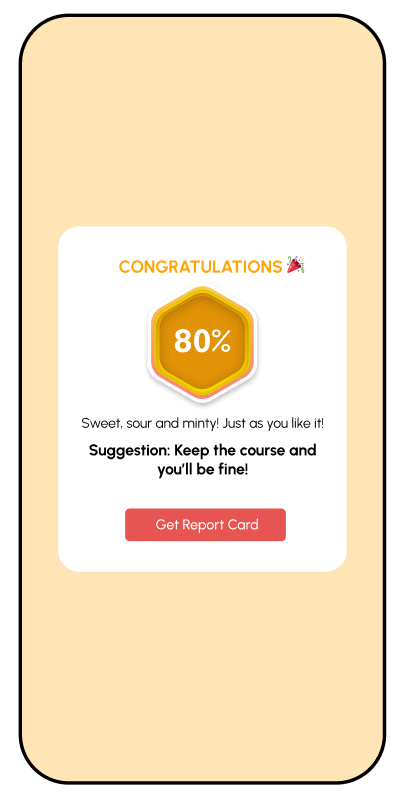 CONGRATULATIONS 🎉
80%
Sweet, sour and minty! Just as you like it!
Suggestion: Keep the course and
you’ll be fine!
Get Report Card